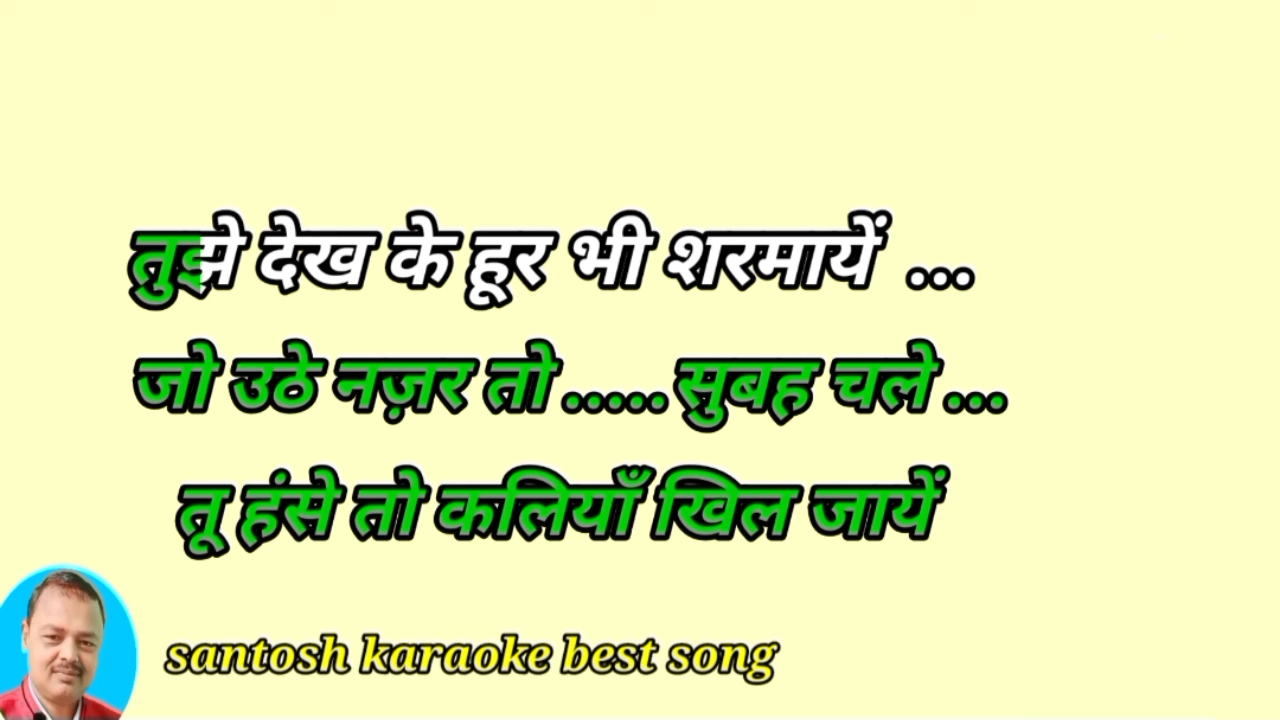 तुझे देख के हूर भी शरमायें ...
जो उठे नज़र तो .....सुबह चले ...
तू हंसे तो कलियाँ खिल जायें
santosh karaoke best song